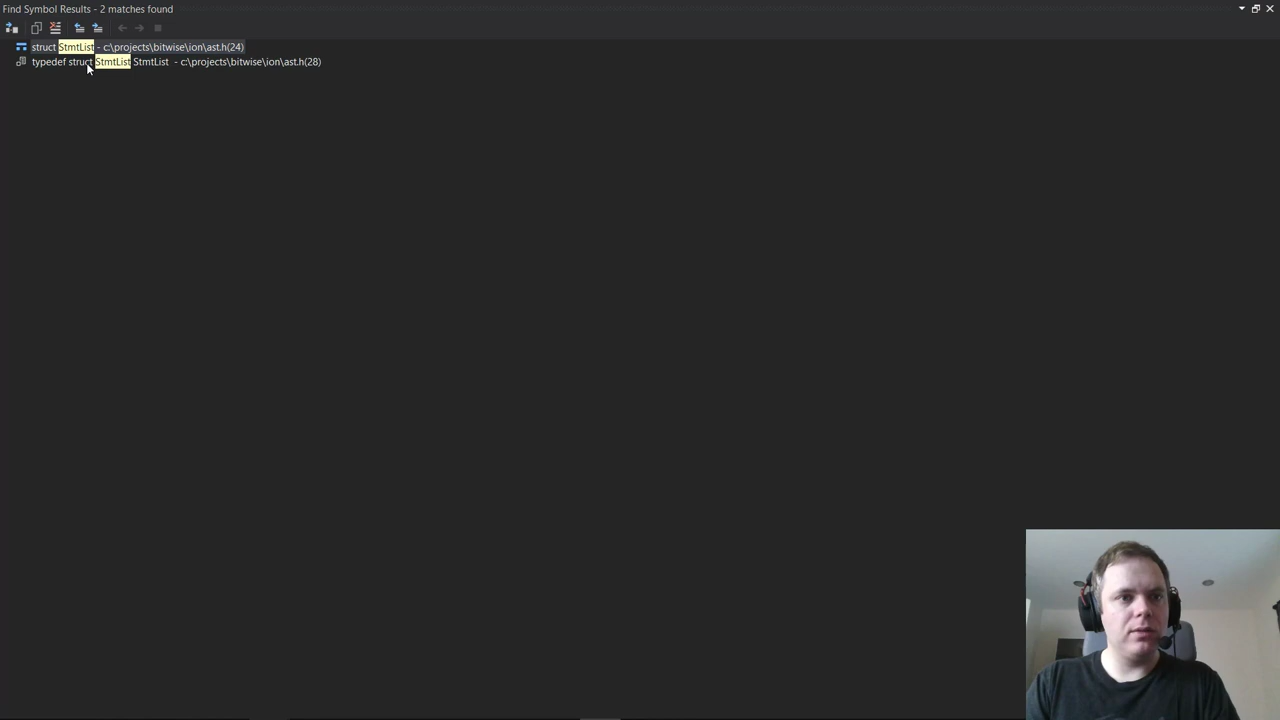 Find Symbol Results - 2 matches found
struct StmtList - c:\projects\bitwise\ion\ast.h(24)
typedef struct StmtList StmtList - c:\projects\bitwise\ion\ast.h(28)